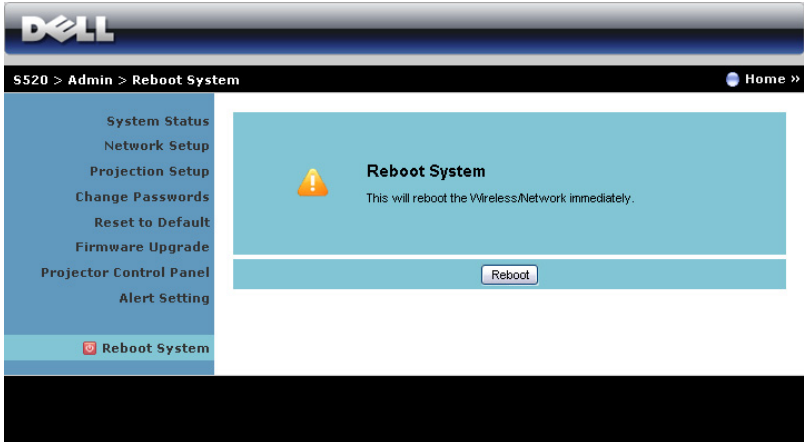 DELL
S520 > Admin > Reboot System
Home »
System Status
Network Setup
Projection Setup
Change Passwords
Reset to Default
Firmware Upgrade
Projector Control Panel
Alert Setting
Reboot System
Reboot System
This will reboot the Wireless/Network immediately.
Reboot